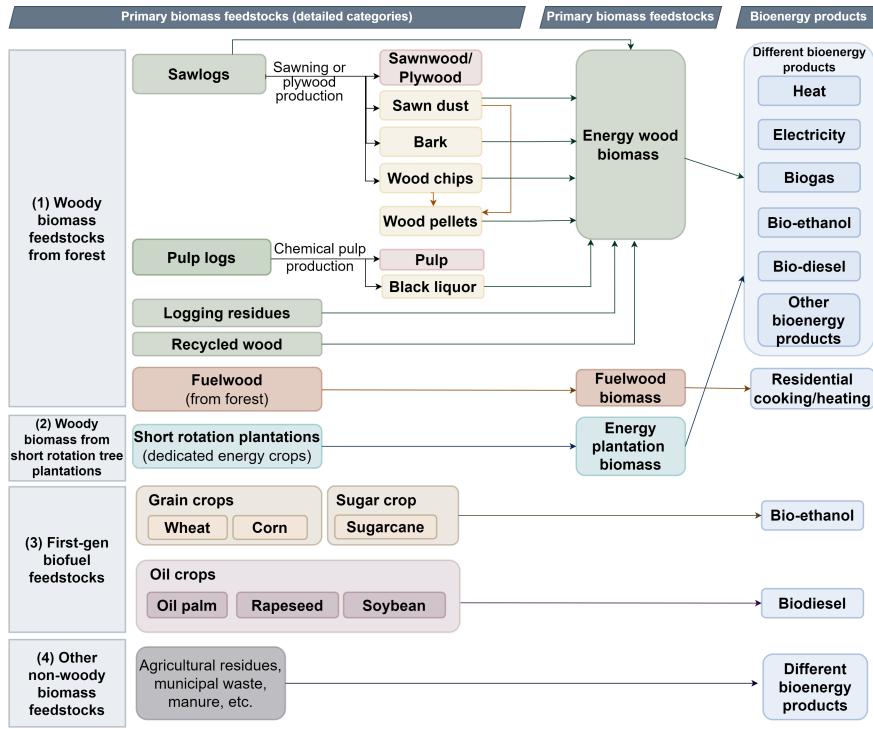 Primary biomass feedstocks (detailed categories)
Primary biomass feedstocks
Bioenergy products
(1) Woody
biomass
feedstocks
from forest
Sawlogs
Sawning or
plywood
production
Sawnwood/
Plywood
Sawn dust
Bark
Wood chips
Wood pellets
Pulp logs
Chemical pulp
production
Pulp
Black liquor
Logging residues
Recycled wood
Fuelwood
(from forest)
Energy wood
biomass
Fuelwood
biomass
Different bioenergy
products
Heat
Electricity
Biogas
Bio-ethanol
Bio-diesel
Other
bioenergy
products
Residential
cooking/heating
(2) Woody
biomass from
short rotation tree
plantations
Short rotation plantations
(dedicated energy crops)
Energy
plantation
biomass
(3) First-gen
biofuel
feedstocks
Grain crops
Wheat
Corn
Sugar crop
Sugarcane
Bio-ethanol
Oil crops
Oil palm
Rapeseed
Soybean
Biodiesel
(4) Other
non-woody
biomass
feedstocks
Agricultural residues,
municipal waste,
manure, etc.
Different
bioenergy
products